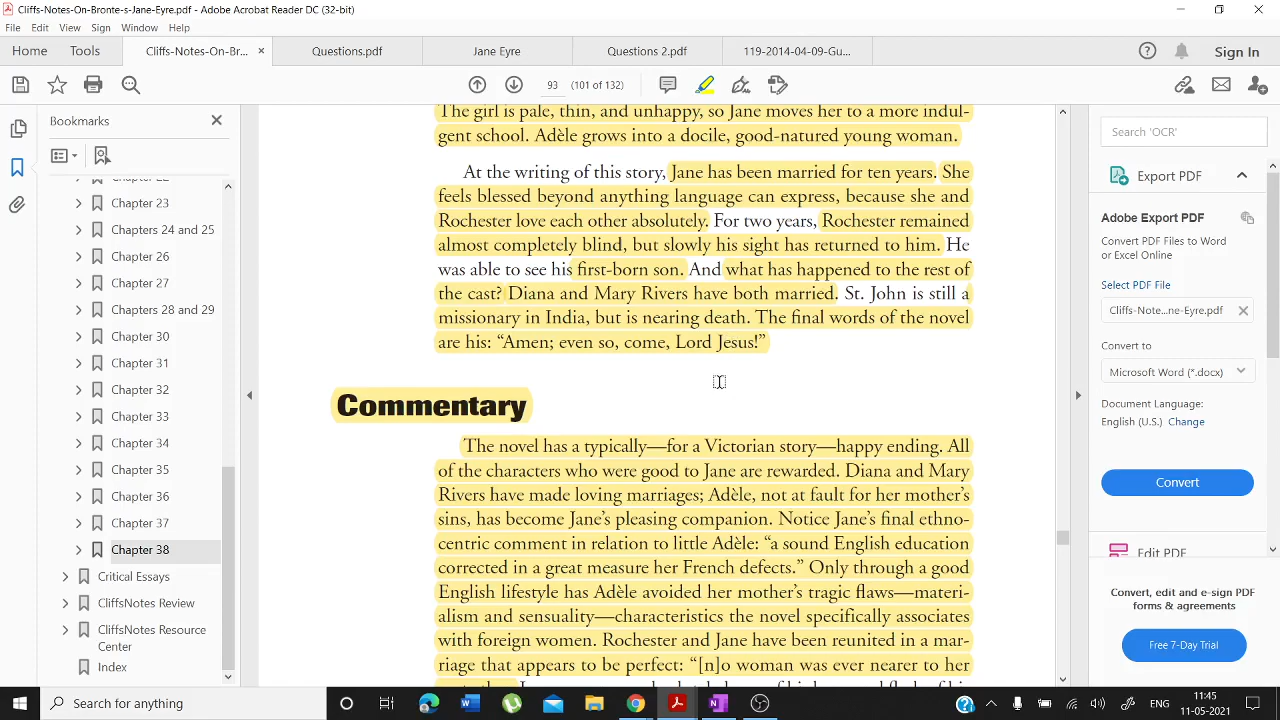 Cliffs-Notes-On-Bronte-s-Jane-Eyre.pdf - Adobe Acrobat Reader DC (32-bit)
File Edit View Sign Window Help
Home Tools Cliffs-Notes-On-Br... × Questions.pdf Jane Eyre Questions 2.pdf 119-2014-04-09-Gu... Sign In
93 (101 of 132)
Bookmarks
Chapter 23
Chapters 24 and 25
Chapter 26
Chapter 27
Chapters 28 and 29
Chapter 30
Chapter 31
Chapter 32
Chapter 33
Chapter 34
Chapter 35
Chapter 36
Chapter 37
Chapter 38
Critical Essays
CliffsNotes Review
CliffsNotes Resource
Center
Index
The girl is pale, thin, and unhappy, so Jane moves her to a more indul-
gent school. Adèle grows into a docile, good-natured young woman.
At the writing of this story, Jane has been married for ten years. She
feels blessed beyond anything language can express, because she and
Rochester love each other absolutely. For two years, Rochester remained
almost completely blind, but slowly his sight has returned to him. He
was able to see his first-born son. And what has happened to the rest of
the cast? Diana and Mary Rivers have both married. St. John is still a
missionary in India, but is nearing death. The final words of the novel
are his: “Amen; even so, come, Lord Jesus!”
Commentary
The novel has a typically—for a Victorian story—happy ending. All
of the characters who were good to Jane are rewarded. Diana and Mary
Rivers have made loving marriages; Adèle, not at fault for her mother’s
sins, has become Jane’s pleasing companion. Notice Jane’s final ethno-
centric comment in relation to little Adèle: “a sound English education
corrected in a great measure her French defects.” Only through a good
English lifestyle has Adèle avoided her mother’s tragic flaws—materi-
alism and sensuality—characteristics the novel specifically associates
with foreign women. Rochester and Jane have been reunited in a mar-
riage that appears to be perfect: “[n]o woman was ever nearer to her
Search 'OCR'
Export PDF
Adobe Export PDF
Convert PDF Files to Word
or Excel Online
Select PDF File
Cliffs-Note...ne-Eyre.pdf
Convert to
Microsoft Word (*.docx)
Document Language:
English (U.S.) Change
Convert
Edit PDF
Convert, edit and e-sign PDF
forms & agreements
Free 7-Day Trial
Search for anything
ENG
11:45
11-05-2021